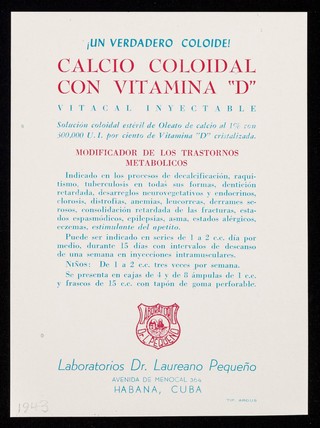 ¡UN VERDADERO COLOIDE!
CALCIO COLOIDAL
CON VITAMINA "D"
VITACAL INYECTABLE
Solución coloidal estéril de Oleato de calcio al 1% con
300,000 U.I. por ciento de Vitamina "D" cristalizada.
MODIFICADOR DE LOS TRASTORNOS
METABOLICOS
Indicado en los procesos de decalcificación, raqui-
tismo, tuberculosis en todas sus formas, dentición
retardada, desarreglos neurovegetativos y endocrinos,
clorosis, distrofias, anemias, leucorreas, derrames se-
rosos, consolidación retardada de las fracturas, esta-
dos espasmódicos, epilepsias, asma, estados alérgicos,
eczemas, estimulante del apetito.
Puede ser indicado en series de 1 a 2 c.c. día por
medio, durante 15 días con intervalos de descanso
de una semana en inyecciones intramusculares.
NIÑOS: De 1 a 2 c.c. tres veces por semana.
Se presenta en cajas de 4 y de 8 ámpulas de 1 c.c.
y frascos de 15 c.c. con tapón de goma perforable.
LABORATORIO
DR. L. PEQUEÑO
Laboratorios Dr. Laureano Pequeño
AVENIDA DE MENOCAL
HABANA, CUBA
1943